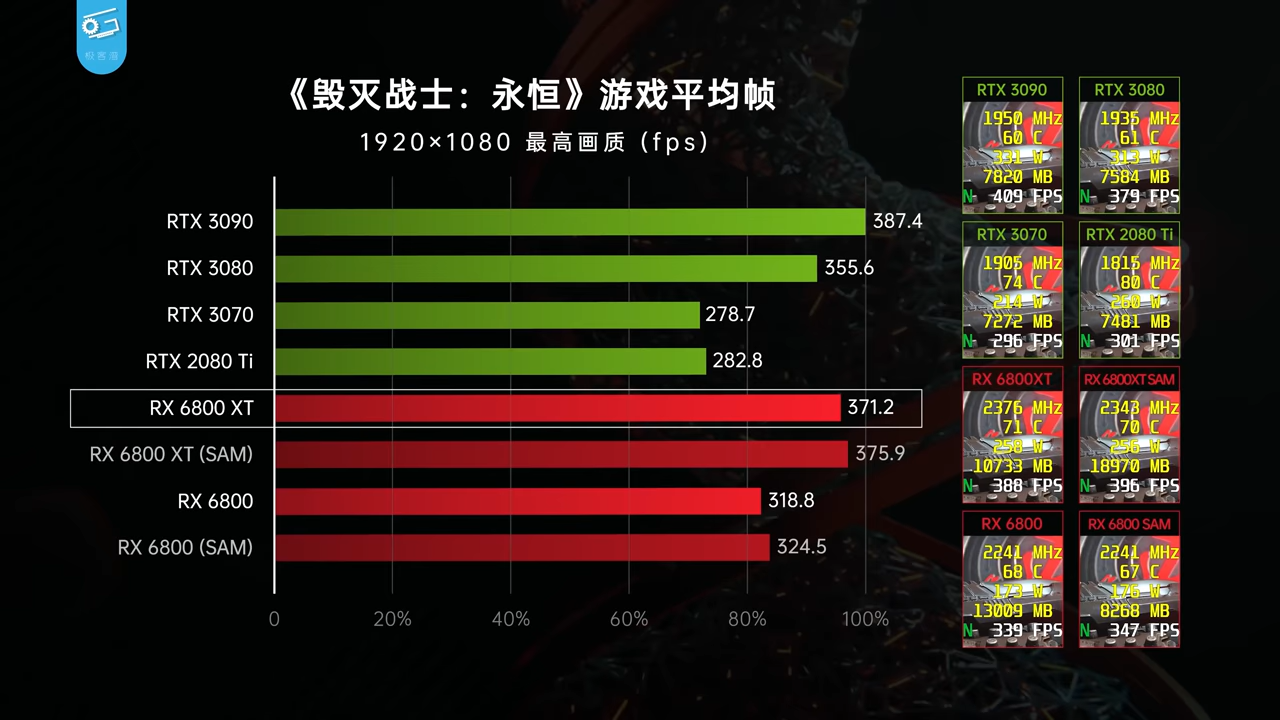 极客湾
《毁灭战士：永恒》游戏平均帧
1920×1080 最高画质 (fps)
RTX 3090 387.4
RTX 3080 355.6
RTX 3070 278.7
RTX 2080 Ti 282.8
RX 6800 XT 371.2
RX 6800 XT (SAM) 375.9
RX 6800 318.8
RX 6800 (SAM) 324.5
0 20% 40% 60% 80% 100%
RTX 3090
1950 MHz
60 C
331 W
7820 MB
N- 409 FPS
RTX 3080
1935 MHz
61 C
313 W
7584 MB
N- 379 FPS
RTX 3070
1905 MHz
74 C
214 W
7272 MB
N- 296 FPS
RTX 2080 Ti
1815 MHz
80 C
260 W
7481 MB
N- 301 FPS
RX 6800XT
2376 MHz
71 C
258 W
10733 MB
N- 388 FPS
RX 6800XT SAM
2343 MHz
70 C
256 W
18970 MB
N- 396 FPS
RX 6800
2241 MHz
68 C
173 W
13009 MB
N- 339 FPS
RX 6800 SAM
2241 MHz
67 C
176 W
8268 MB
N- 347 FPS